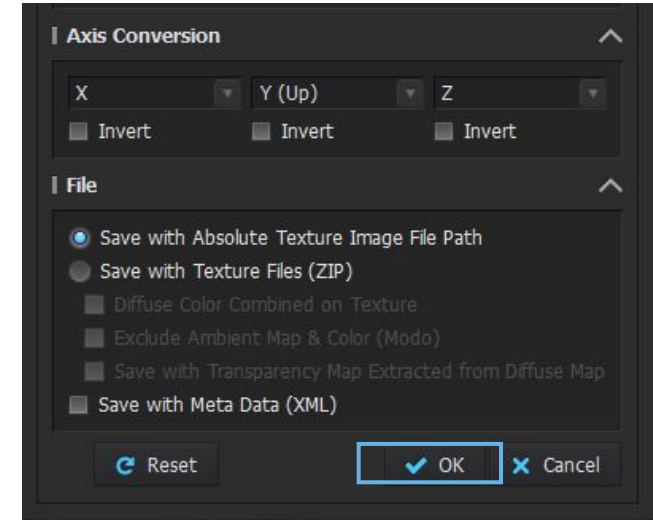 Axis Conversion
X Y (Up) Z
Invert Invert Invert
File
Save with Absolute Texture Image File Path
Save with Texture Files (ZIP)
Diffuse Color Combined on Texture
Exclude Ambient Map & Color (Modo)
Save with Transparency Map Extracted from Diffuse Map
Save with Meta Data (XML)
Reset OK Cancel